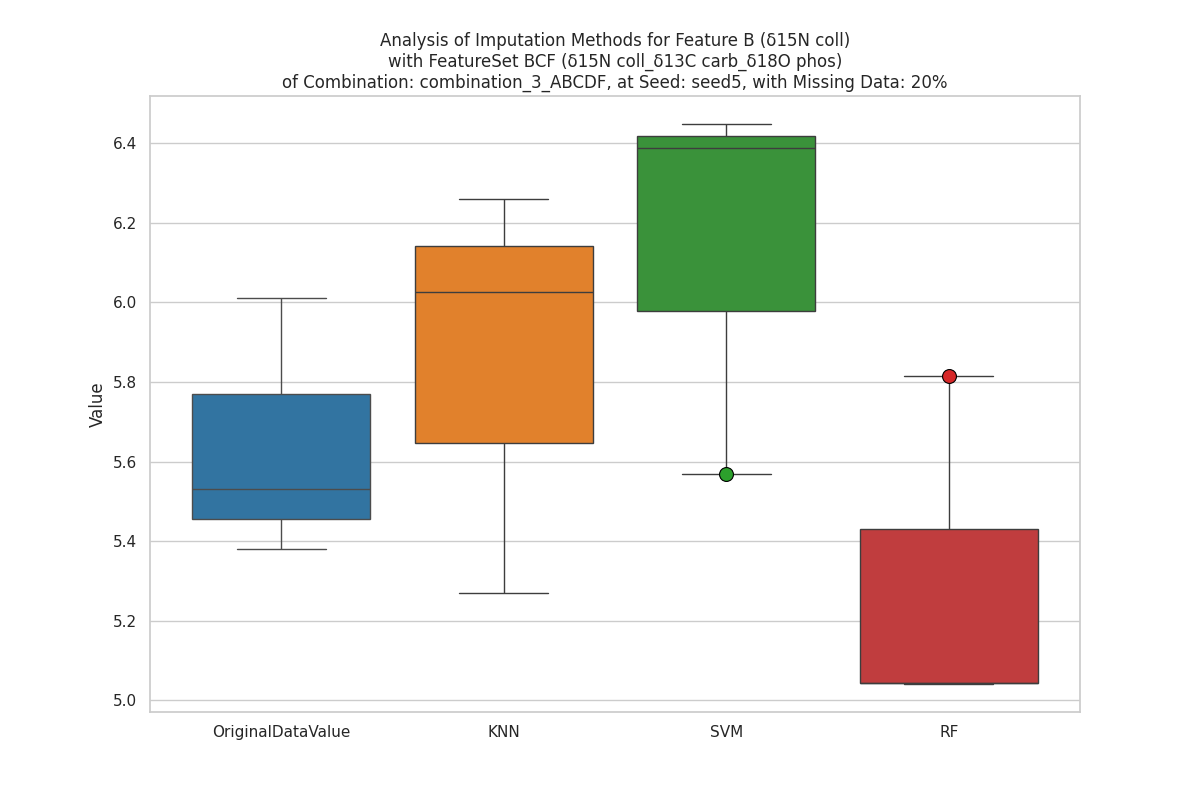 Analysis of Imputation Methods for Feature B (δ15N coll)
with FeatureSet BCF (δ15N coll_δ13C carb_δ18O phos)
of Combination: combination_3_ABCDF, at Seed: seed5, with Missing Data: 20%
Value
6.4
6.2
6.0
5.8
5.6
5.4
5.2
5.0
OriginalDataValue KNN SVM RF